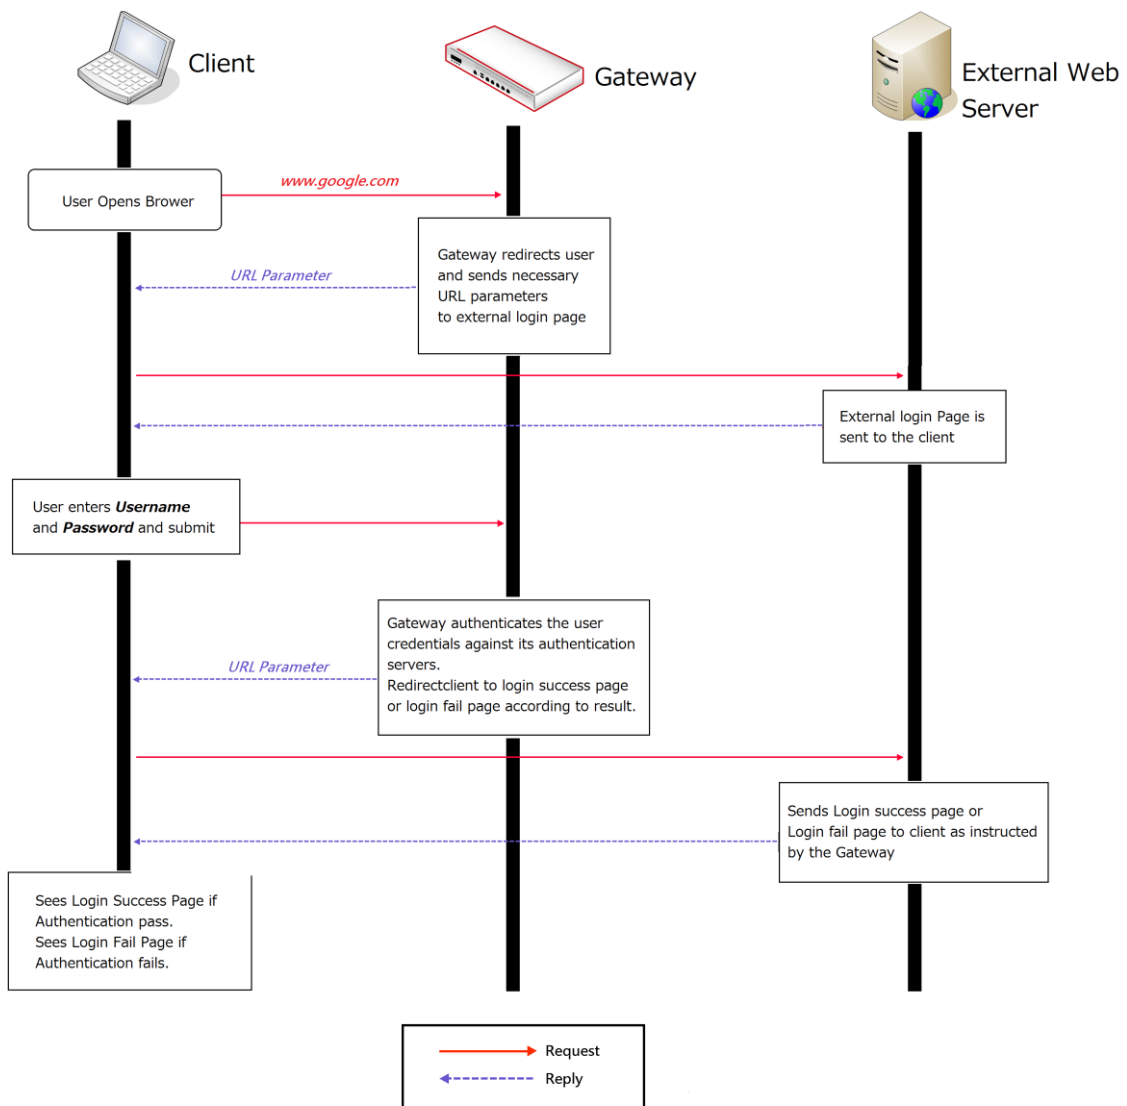 Client
Gateway
External Web
Server
www.google.com
User Opens Brower
Gateway redirects user
and sends necessary
URL parameters
to external login page
URL Parameter
External login Page is
sent to the client
User enters Username
and Password and submit
Gateway authenticates the user
credentials against its authentication
servers.
Redirectclient to login success page
or login fail page according to result.
URL Parameter
Sends Login success page or
Login fail page to client as instructed
by the Gateway
Sees Login Success Page if
Authentication pass.
Sees Login Fail Page if
Authentication fails.
Request
Reply